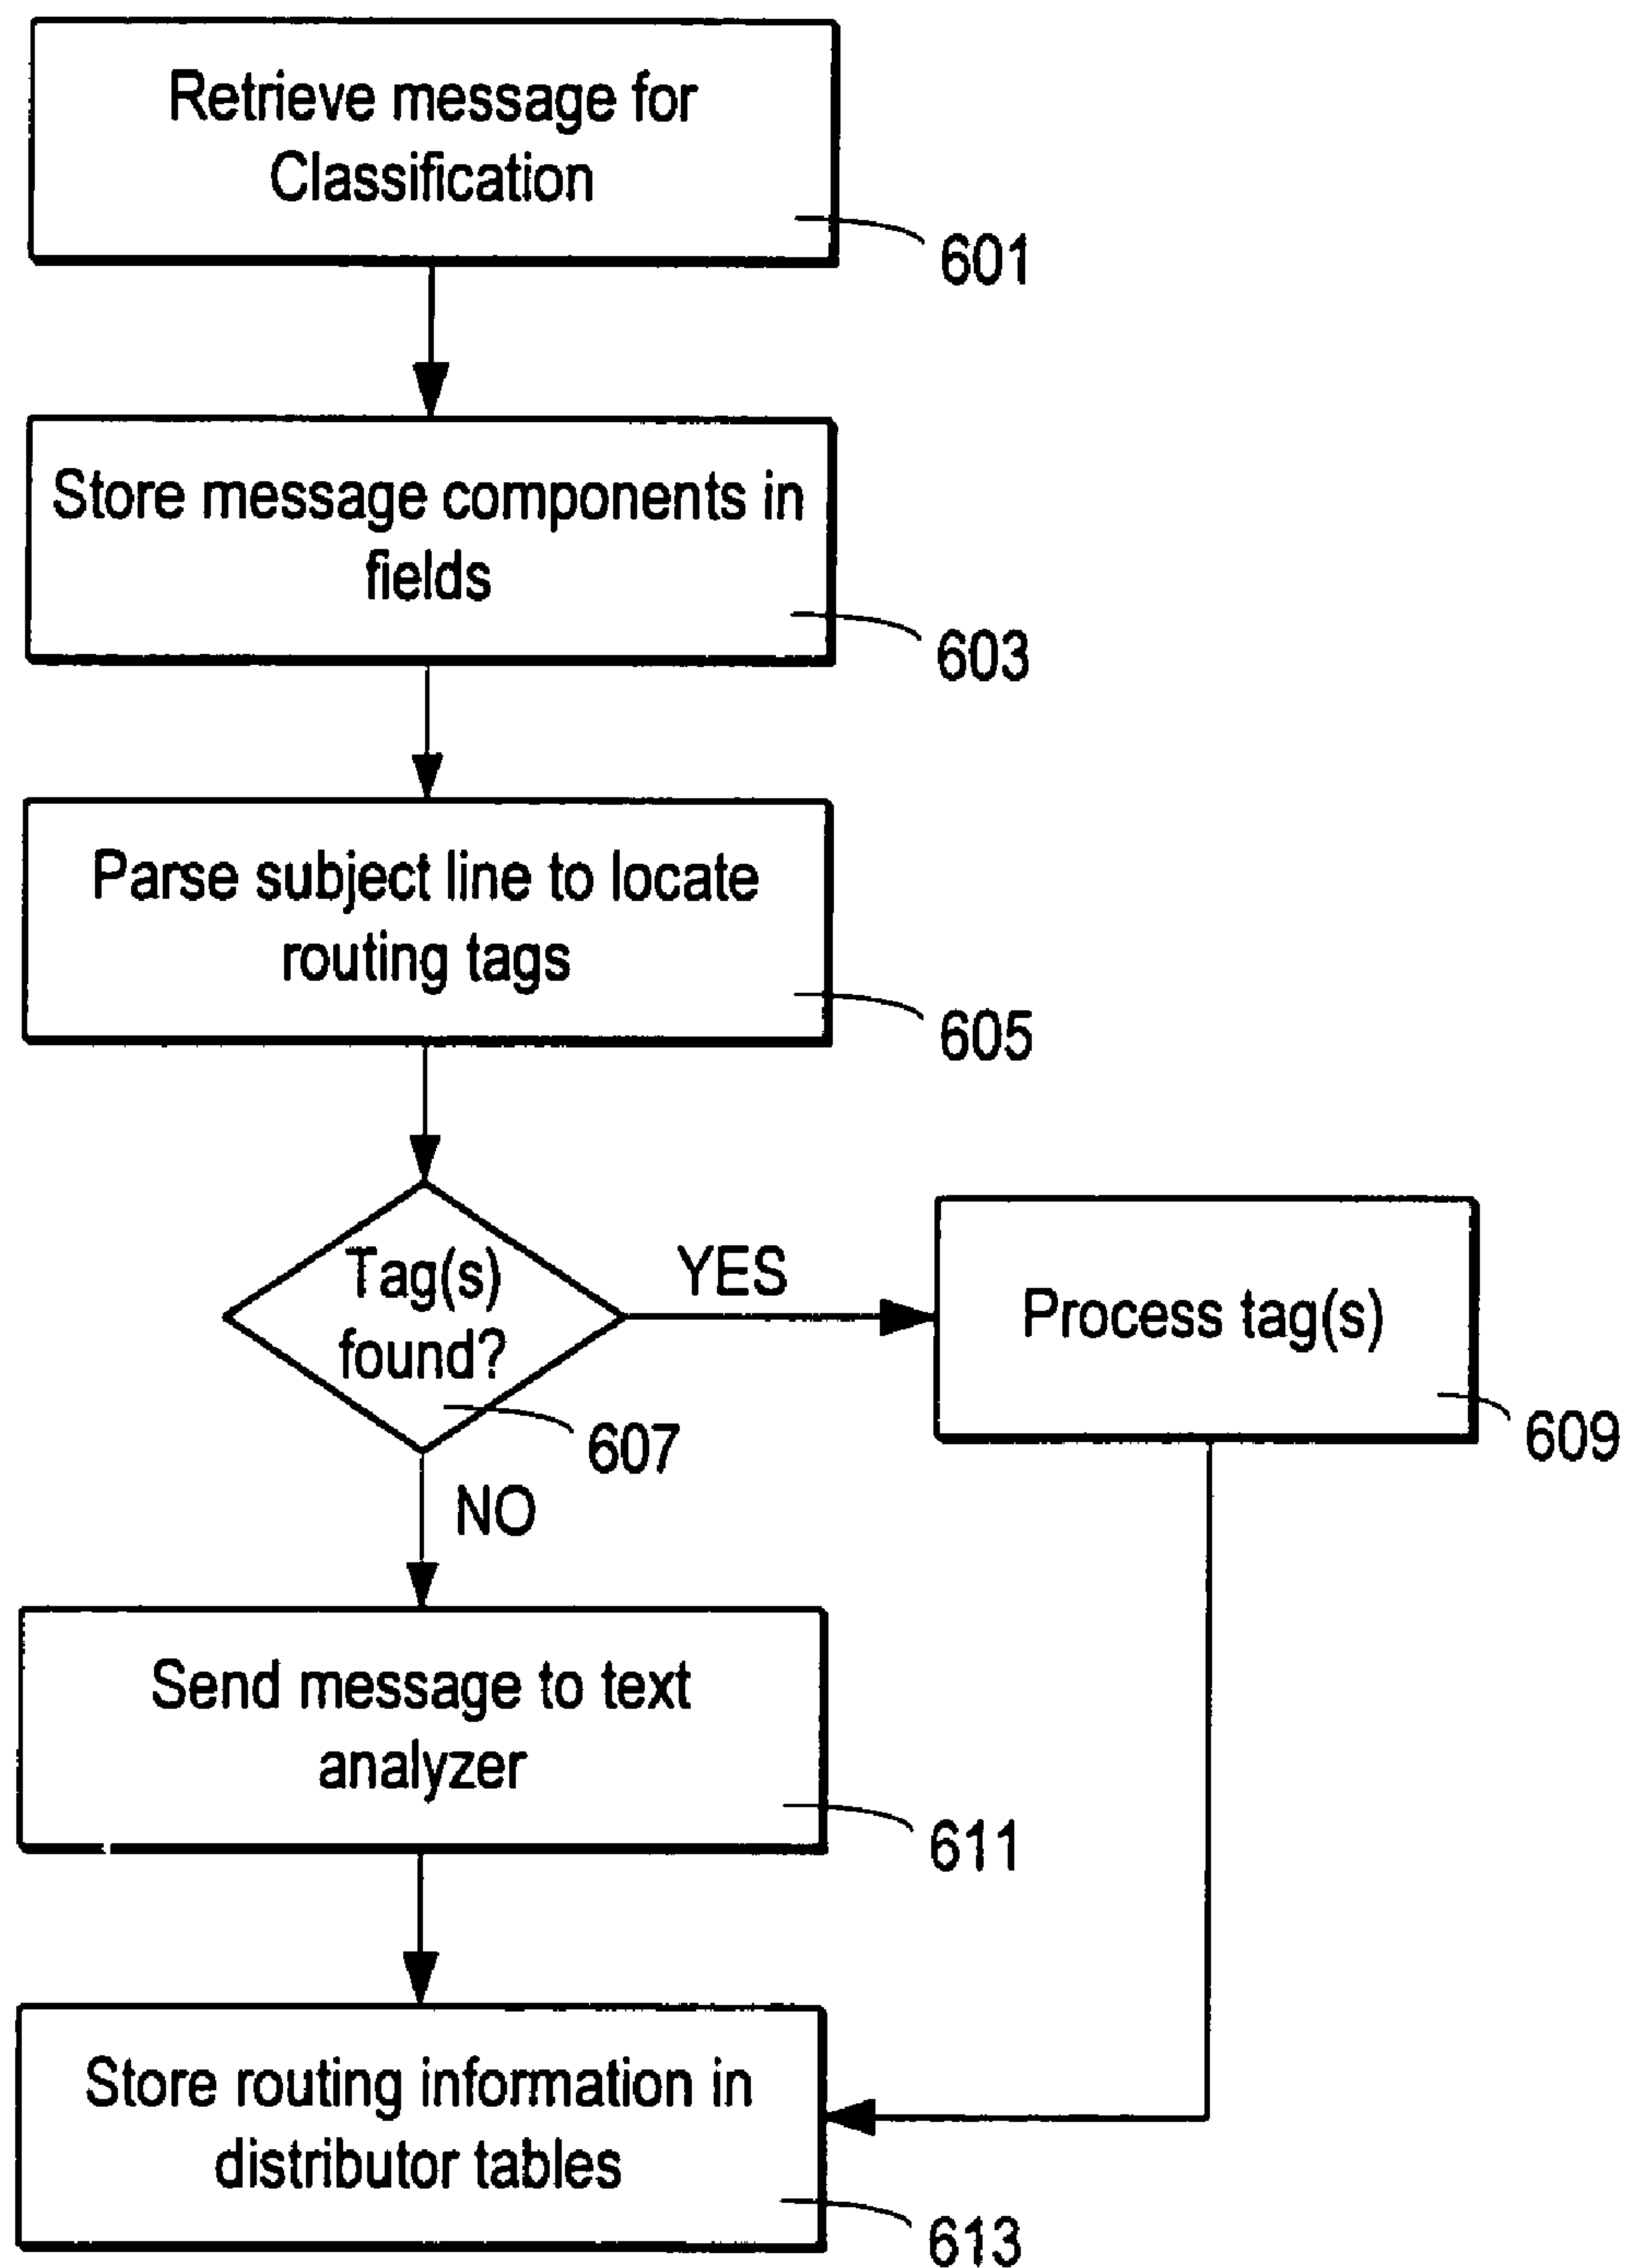 Retrieve message for
Classification
601
Store message components in
fields
603
Parse subject line to locate
routing tags
605
Tag(s)
found?
607
YES
Process tag(s)
609
NO
Send message to text
analyzer
611
Store routing information in
distributor tables
613